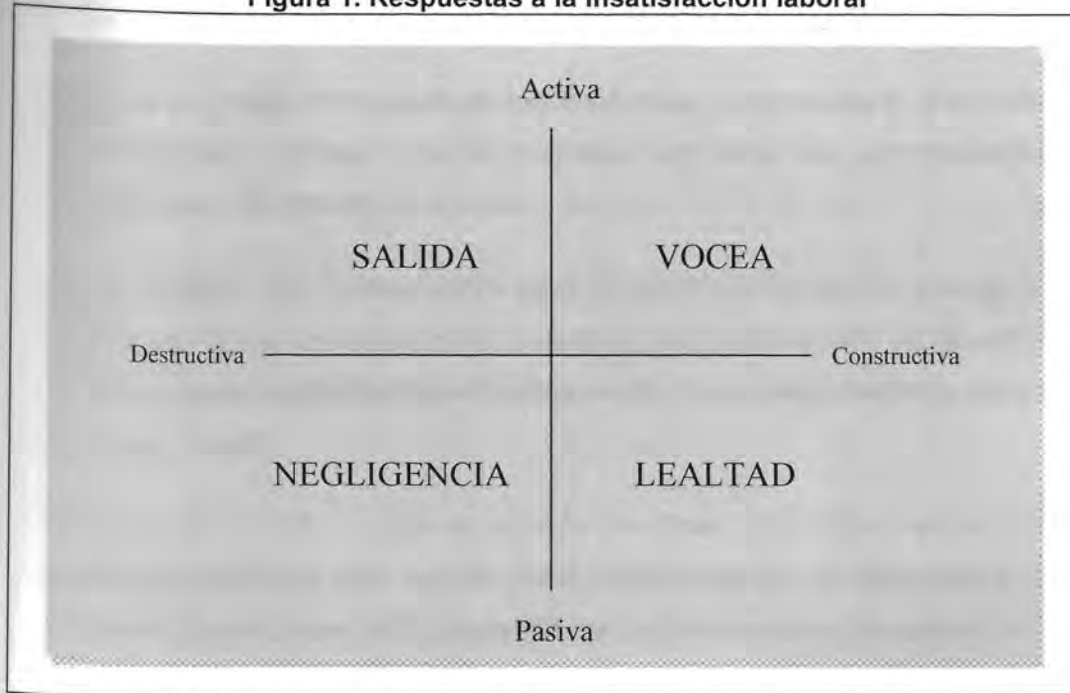 Figura 1. Respuestas a la insatisfacción laboral
Activa
SALIDA VOCEA
Destructiva Constructiva
NEGLIGENCIA LEALTAD
Pasiva